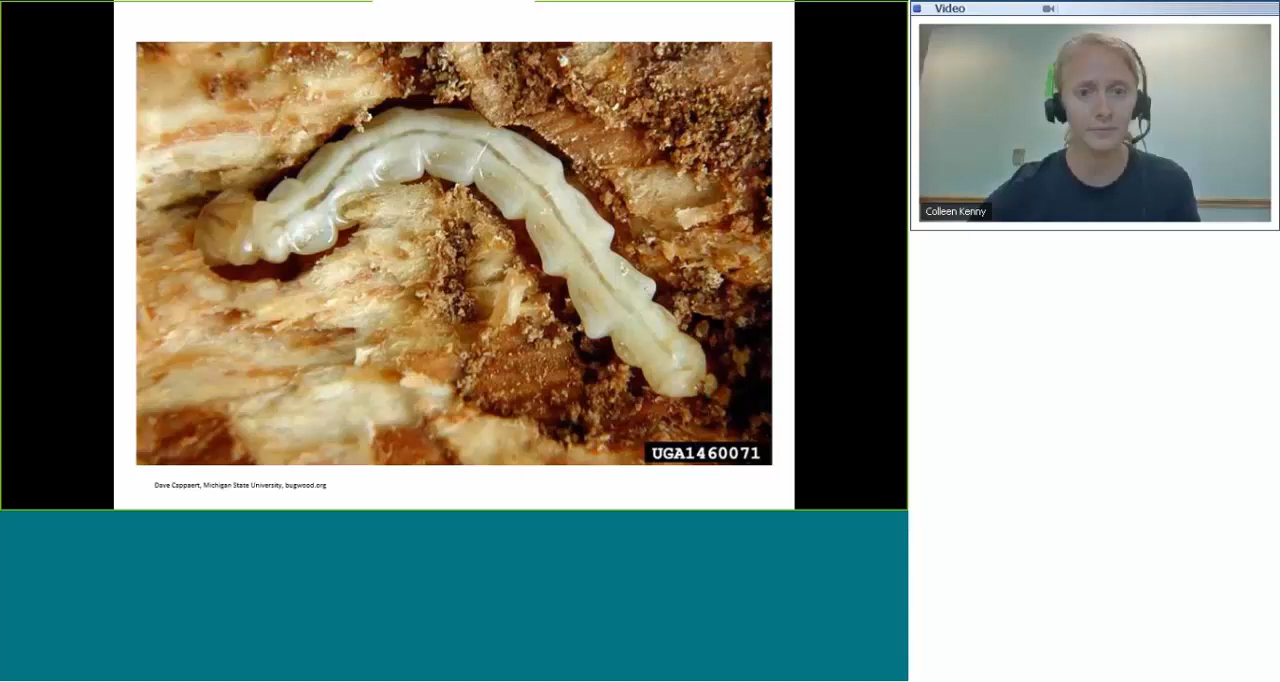 Video
Colleen Kenny
UGA1460071
Dave Cappaert, Michigan State University, bugwood.org